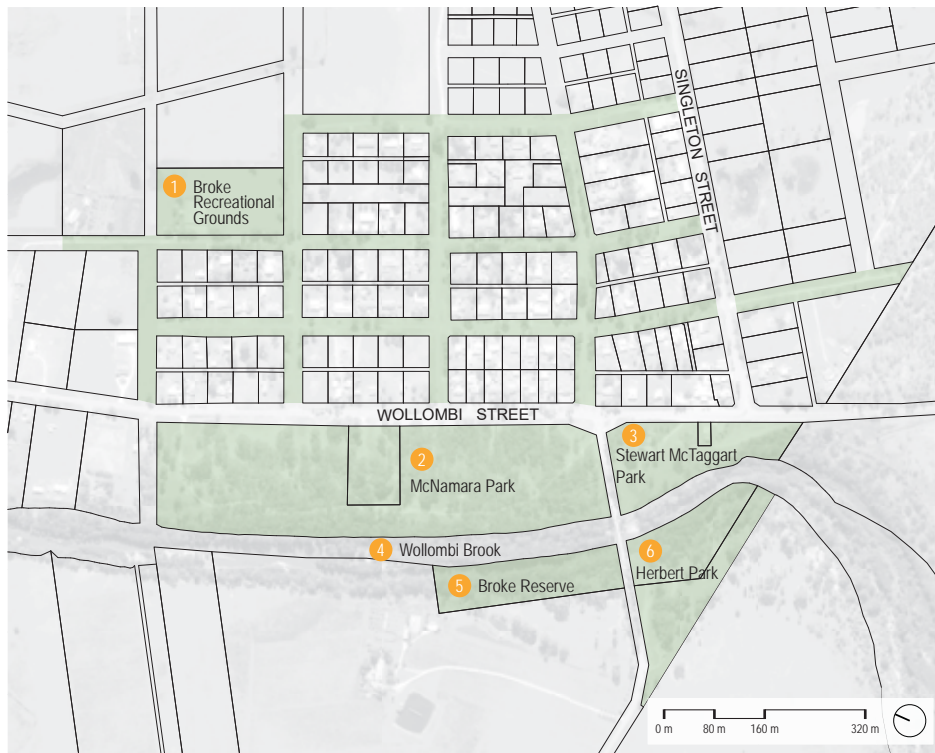 SINGLETON STREET
1 Broke
Recreational
Grounds
WOLLOMBI STREET
2
McNamara Park
3
Stewart McTaggart
Park
4 Wollombi Brook
5 Broke Reserve
6
Herbert Park
0 m 80 m 160 m 320 m